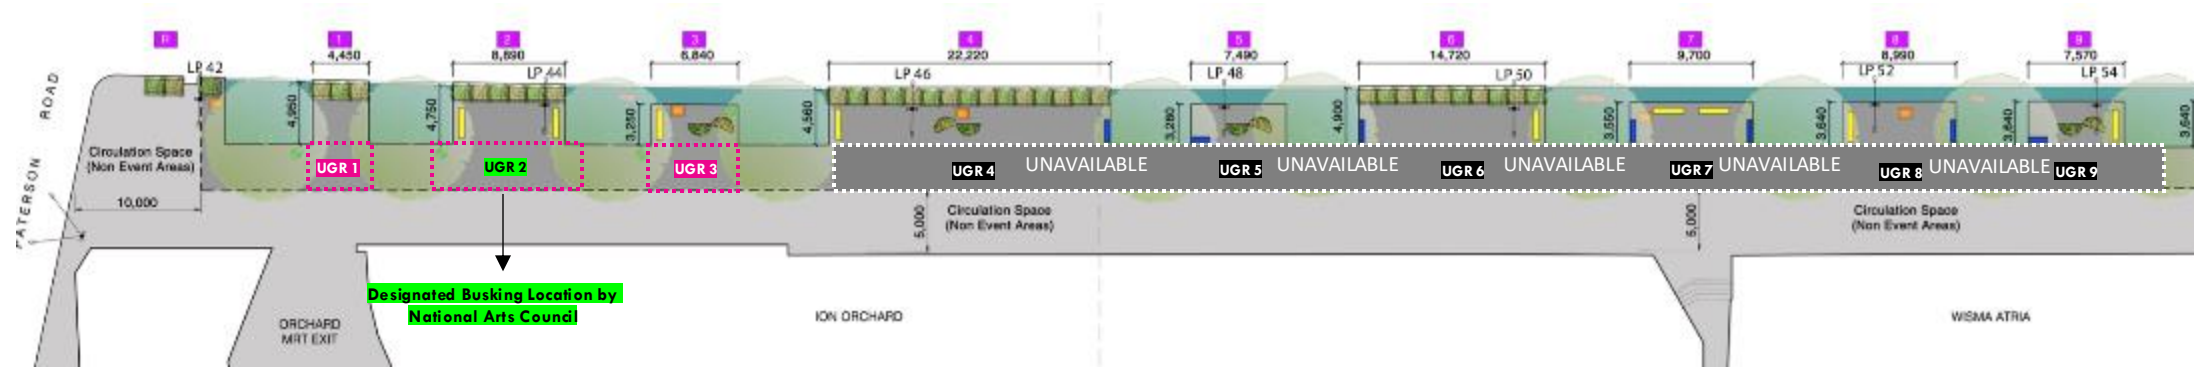 R
1
2
3
4
5
6
7
8
9
4,450
8,890
6,840
22,220
7,490
14,720
9,700
8,990
7,570
LP 42
LP 44
LP 46
LP 48
LP 50
LP 52
LP 54
4,950
4,750
3,250
4,560
3,280
4,900
3,550
3,640
3,640
3,640
PATERSON ROAD
Circulation Space
(Non Event Areas)
10,000
UGR 1
UGR 2
UGR 3
UGR 4
UNAVAILABLE
UGR 5
UNAVAILABLE
UGR 6
UNAVAILABLE
UGR 7
UNAVAILABLE
UGR 8
UNAVAILABLE
UGR 9
5,000
Circulation Space
(Non Event Areas)
5,000
Circulation Space
(Non Event Areas)
Designated Busking Location by
National Arts Council
ORCHARD
MRT EXIT
ION ORCHARD
WISMA ATRIA